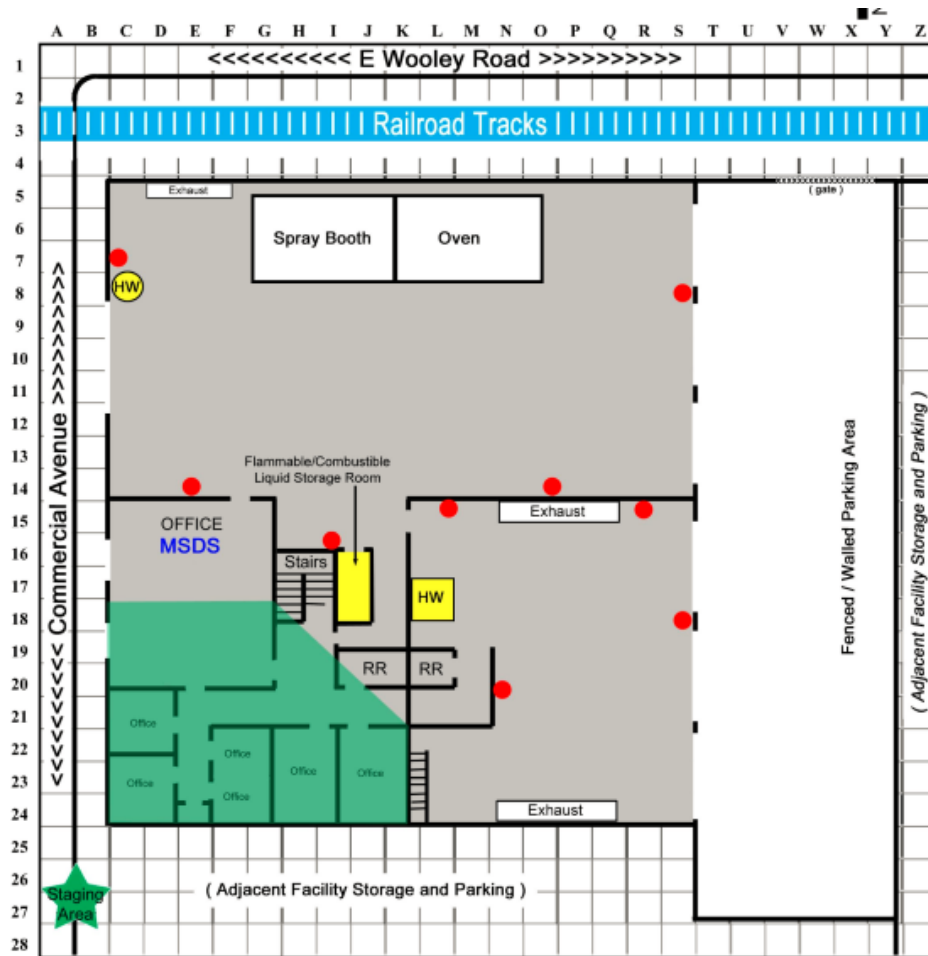 A B C D E F G H I J K L M N O P Q R S T U V W X Y Z
<<<<<<<<<< E Wooley Road >>>>>>>>>>
1
2
Railroad Tracks
3
4
( gate )
Exhaust
5
6
Spray Booth Oven
7
HW
8
9
10
11
12
13
Flammable/Combustible
Liquid Storage Room
14
15
Exhaust
OFFICE
MSDS
16
Stairs
17
HW
18
19
RR RR
20
21
Office
22
Office
Office
Office
23
Office
Office
24
Exhaust
25
26
( Adjacent Facility Storage and Parking )
Staging
Area
27
28
<<<<<<<< Commercial Avenue >>>>>>>>
Fenced / Walled Parking Area
( Adjacent Facility Storage and Parking )